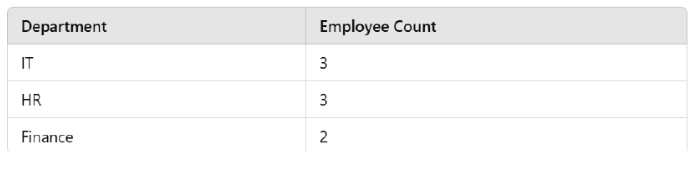 Department Employee Count
IT 3
HR 3
Finance 2